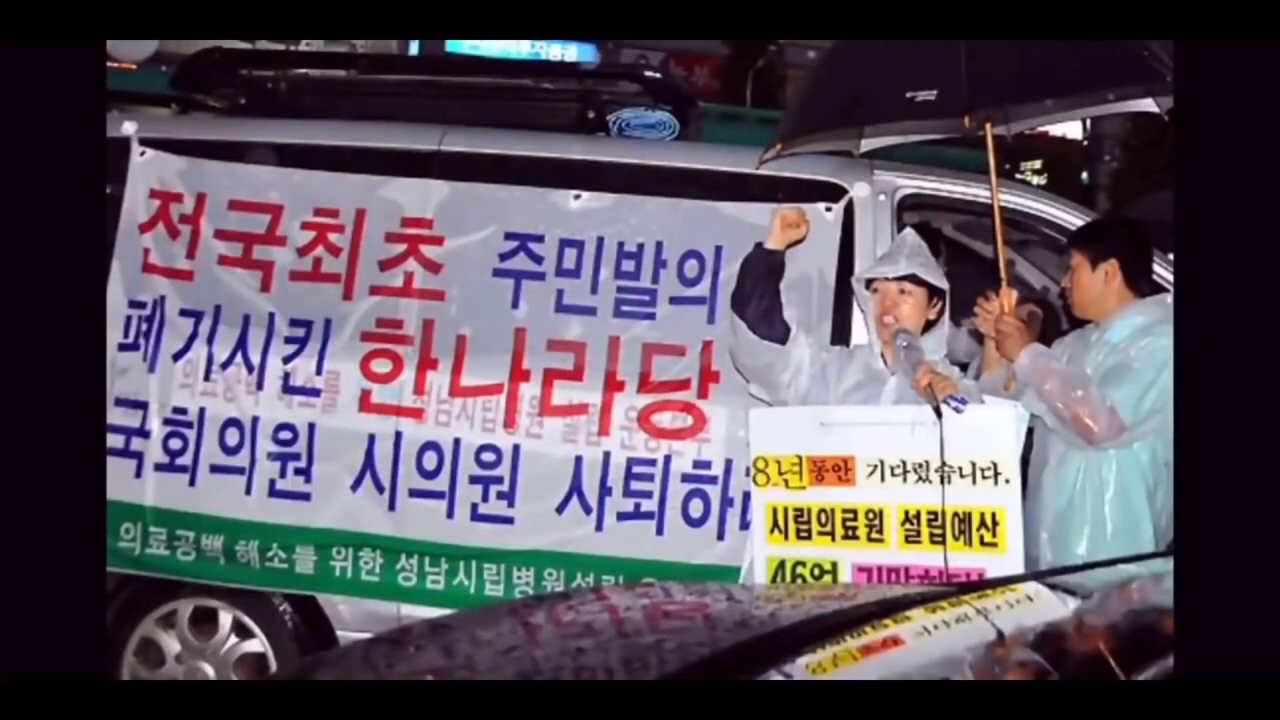 전국최초 주민발의
폐기시킨 한나라당
국회의원 시의원 사퇴하라
의료공백 해소를 위한 성남시립병원설립
8년동안 기다렸습니다.
시립의료원 설립예산
46억